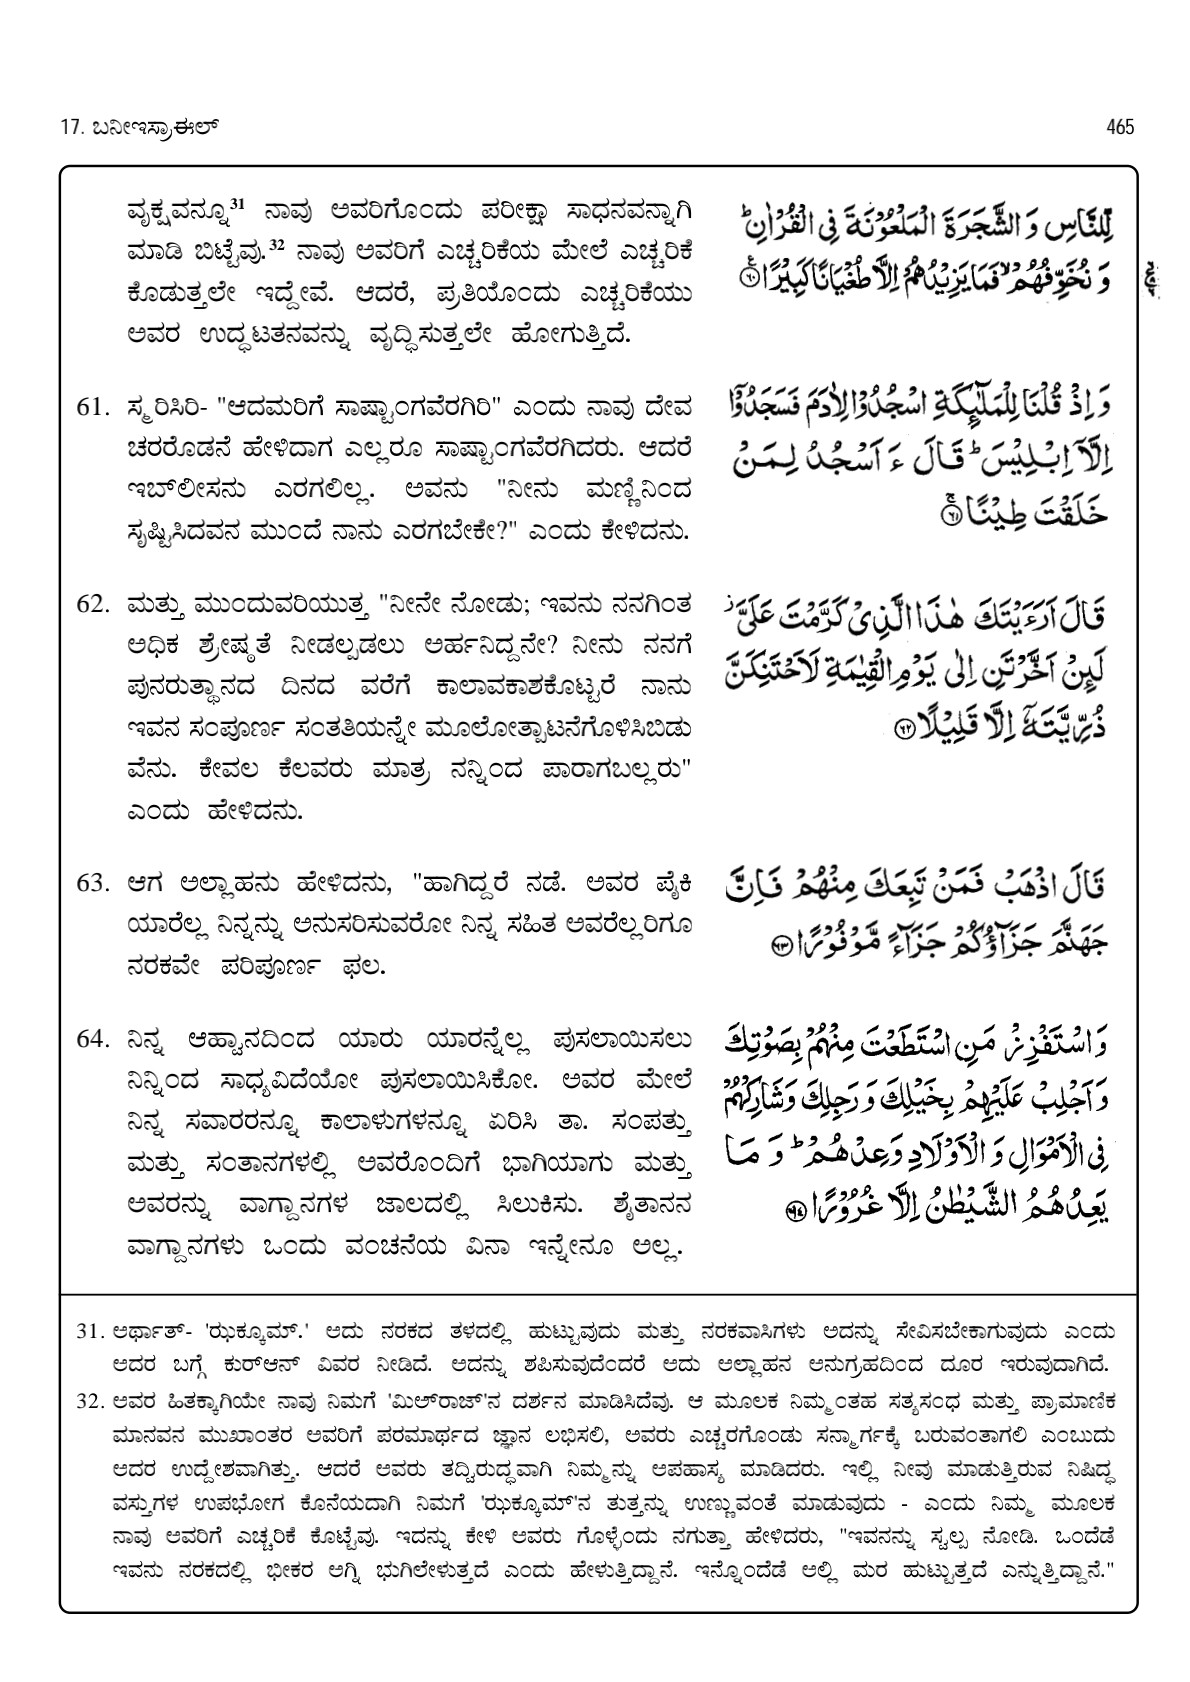 17. ಬನೀಇಸ್ರಾಈಲ್
465
ವೃಕ್ಷವನ್ನೂ31 ನಾವು ಅವರಿಗೊಂದು ಪರೀಕ್ಷಾ ಸಾಧನವನ್ನಾಗಿ
ಮಾಡಿ ಬಿಟ್ಟೆವು.32 ನಾವು ಅವರಿಗೆ ಎಚ್ಚರಿಕೆಯ ಮೇಲೆ ಎಚ್ಚರಿಕೆ
ಕೊಡುತ್ತಲೇ ಇದ್ದೇವೆ. ಆದರೆ, ಪ್ರತಿಯೊಂದು ಎಚ್ಚರಿಕೆಯು
ಅವರ ಉದ್ಧಟತನವನ್ನು ವೃದ್ಧಿಸುತ್ತಲೇ ಹೋಗುತ್ತಿದೆ.
لِّلنَّاسِ وَ الشَّجَرَةَ الْمَلْعُوْنَةَ فِی الْقُرْاٰنِ ؕ
وَ نُخَوِّفُهُمْ ۙ فَمَا یَزِیْدُهُمْ اِلَّا طُغْیَانًا كَبِیْرًا ﴿۶۰﴾
61. ಸ್ಮರಿಸಿರಿ- "ಆದಮರಿಗೆ ಸಾಷ್ಟಾಂಗವೆರಗಿರಿ" ಎಂದು ನಾವು ದೇವ
ಚರರೊಡನೆ ಹೇಳಿದಾಗ ಎಲ್ಲರೂ ಸಾಷ್ಟಾಂಗವೆರಗಿದರು. ಆದರೆ
ಇಬ್‌ಲೀಸನು ಎರಗಲಿಲ್ಲ. ಅವನು "ನೀನು ಮಣ್ಣಿನಿಂದ
ಸೃಷ್ಟಿಸಿದವನ ಮುಂದೆ ನಾನು ಎರಗಬೇಕೇ?" ಎಂದು ಕೇಳಿದನು.
وَ اِذْ قُلْنَا لِلْمَلٰٓىِٕكَةِ اسْجُدُوْا لِاٰدَمَ فَسَجَدُوْۤا
اِلَّاۤ اِبْلِیْسَ ؕ قَالَ ءَ اَسْجُدُ لِمَنْ
خَلَقْتَ طِیْنًا ﴿۶۱﴾
62. ಮತ್ತು ಮುಂದುವರಿಯುತ್ತ "ನೀನೇ ನೋಡು; ಇವನು ನನಗಿಂತ
ಅಧಿಕ ಶ್ರೇಷ್ಠತೆ ನೀಡಲ್ಪಡಲು ಅರ್ಹನಿದ್ದನೇ? ನೀನು ನನಗೆ
ಪುನರುತ್ಥಾನದ ದಿನದ ವರೆಗೆ ಕಾಲಾವಕಾಶಕೊಟ್ಟರೆ ನಾನು
ಇವನ ಸಂಪೂರ್ಣ ಸಂತತಿಯನ್ನೇ ಮೂಲೋತ್ಪಾಟನೆಗೊಳಿಸಿಬಿಡು
ವೆನು. ಕೇವಲ ಕೆಲವರು ಮಾತ್ರ ನನ್ನಿಂದ ಪಾರಾಗಬಲ್ಲರು"
ಎಂದು ಹೇಳಿದನು.
قَالَ اَرَءَیْتَكَ هٰذَا الَّذِیْ كَرَّمْتَ عَلَیَّ ؗ
لَىِٕنْ اَخَّرْتَنِ اِلٰی یَوْمِ الْقِیٰمَةِ لَاَحْتَنِكَنَّ
ذُرِّیَّتَهٗۤ اِلَّا قَلِیْلًا ﴿۶۲﴾
63. ಆಗ ಅಲ್ಲಾಹನು ಹೇಳಿದನು, "ಹಾಗಿದ್ದರೆ ನಡೆ. ಅವರ ಪೈಕಿ
ಯಾರೆಲ್ಲ ನಿನ್ನನ್ನು ಅನುಸರಿಸುವರೋ ನಿನ್ನ ಸಹಿತ ಅವರೆಲ್ಲರಿಗೂ
ನರಕವೇ ಪರಿಪೂರ್ಣ ಫಲ.
قَالَ اذْهَبْ فَمَنْ تَبِعَكَ مِنْهُمْ فَاِنَّ
جَهَنَّمَ جَزَآؤُكُمْ جَزَآءً مَّوْفُوْرًا ﴿۶۳﴾
64. ನಿನ್ನ ಆಹ್ವಾನದಿಂದ ಯಾರು ಯಾರನ್ನೆಲ್ಲ ಪುಸಲಾಯಿಸಲು
ನಿನ್ನಿಂದ ಸಾಧ್ಯವಿದೆಯೋ ಪುಸಲಾಯಿಸಿಕೋ. ಅವರ ಮೇಲೆ
ನಿನ್ನ ಸವಾರರನ್ನೂ ಕಾಲಾಳುಗಳನ್ನೂ ಏರಿಸಿ ತಾ. ಸಂಪತ್ತು
ಮತ್ತು ಸಂತಾನಗಳಲ್ಲಿ ಅವರೊಂದಿಗೆ ಭಾಗಿಯಾಗು ಮತ್ತು
ಅವರನ್ನು ವಾಗ್ದಾನಗಳ ಜಾಲದಲ್ಲಿ ಸಿಲುಕಿಸು. ಶೈತಾನನ
ವಾಗ್ದಾನಗಳು ಒಂದು ವಂಚನೆಯ ವಿನಾ ಇನ್ನೇನೂ ಅಲ್ಲ.
وَ اسْتَفْزِزْ مَنِ اسْتَطَعْتَ مِنْهُمْ بِصَوْتِكَ
وَ اَجْلِبْ عَلَیْهِمْ بِخَیْلِكَ وَ رَجِلِكَ وَ شَارِكْهُمْ
فِی الْاَمْوَالِ وَ الْاَوْلَادِ وَ عِدْهُمْ ؕ وَ مَا
یَعِدُهُمُ الشَّیْطٰنُ اِلَّا غُرُوْرًا ﴿۶۴﴾
31. ಅರ್ಥಾತ್- 'ಝಕ್ಕೂಮ್.' ಅದು ನರಕದ ತಳದಲ್ಲಿ ಹುಟ್ಟುವುದು ಮತ್ತು ನರಕವಾಸಿಗಳು ಅದನ್ನು ಸೇವಿಸಬೇಕಾಗುವುದು ಎಂದು
ಅದರ ಬಗ್ಗೆ ಕುರ್‌ಆನ್ ವಿವರ ನೀಡಿದೆ. ಅದನ್ನು ಶಪಿಸುವುದೆಂದರೆ ಅದು ಅಲ್ಲಾಹನ ಅನುಗ್ರಹದಿಂದ ದೂರ ಇರುವುದಾಗಿದೆ.
32. ಅವರ ಹಿತಕ್ಕಾಗಿಯೇ ನಾವು ನಿಮಗೆ 'ಮಿಅ್‌ರಾಜ್'ನ ದರ್ಶನ ಮಾಡಿಸಿದೆವು. ಆ ಮೂಲಕ ನಿಮ್ಮಂತಹ ಸತ್ಯಸಂಧ ಮತ್ತು ಪ್ರಾಮಾಣಿಕ
ಮಾನವನ ಮುಖಾಂತರ ಅವರಿಗೆ ಪರಮಾರ್ಥದ ಜ್ಞಾನ ಲಭಿಸಲಿ, ಅವರು ಎಚ್ಚರಗೊಂಡು ಸನ್ಮಾರ್ಗಕ್ಕೆ ಬರುವಂತಾಗಲಿ ಎಂಬುದು
ಅದರ ಉದ್ದೇಶವಾಗಿತ್ತು. ಆದರೆ ಅವರು ತದ್ವಿರುದ್ಧವಾಗಿ ನಿಮ್ಮನ್ನು ಅಪಹಾಸ್ಯ ಮಾಡಿದರು. ಇಲ್ಲಿ ನೀವು ಮಾಡುತ್ತಿರುವ ನಿಷಿದ್ಧ
ವಸ್ತುಗಳ ಉಪಭೋಗ ಕೊನೆಯದಾಗಿ ನಿಮಗೆ 'ಝಕ್ಕೂಮ್'ನ ತುತ್ತನ್ನು ಉಣ್ಣುವಂತೆ ಮಾಡುವುದು - ಎಂದು ನಿಮ್ಮ ಮೂಲಕ
ನಾವು ಅವರಿಗೆ ಎಚ್ಚರಿಕೆ ಕೊಟ್ಟೆವು. ಇದನ್ನು ಕೇಳಿ ಅವರು ಗೊಳ್ಳೆಂದು ನಗುತ್ತಾ ಹೇಳಿದರು, "ಇವನನ್ನು ಸ್ವಲ್ಪ ನೋಡಿ. ಒಂದೆಡೆ
ಇವನು ನರಕದಲ್ಲಿ ಭೀಕರ ಅಗ್ನಿ ಭುಗಿಲೇಳುತ್ತದೆ ಎಂದು ಹೇಳುತ್ತಿದ್ದಾನೆ. ಇನ್ನೊಂದೆಡೆ ಅಲ್ಲಿ ಮರ ಹುಟ್ಟುತ್ತದೆ ಎನ್ನುತ್ತಿದ್ದಾನೆ."